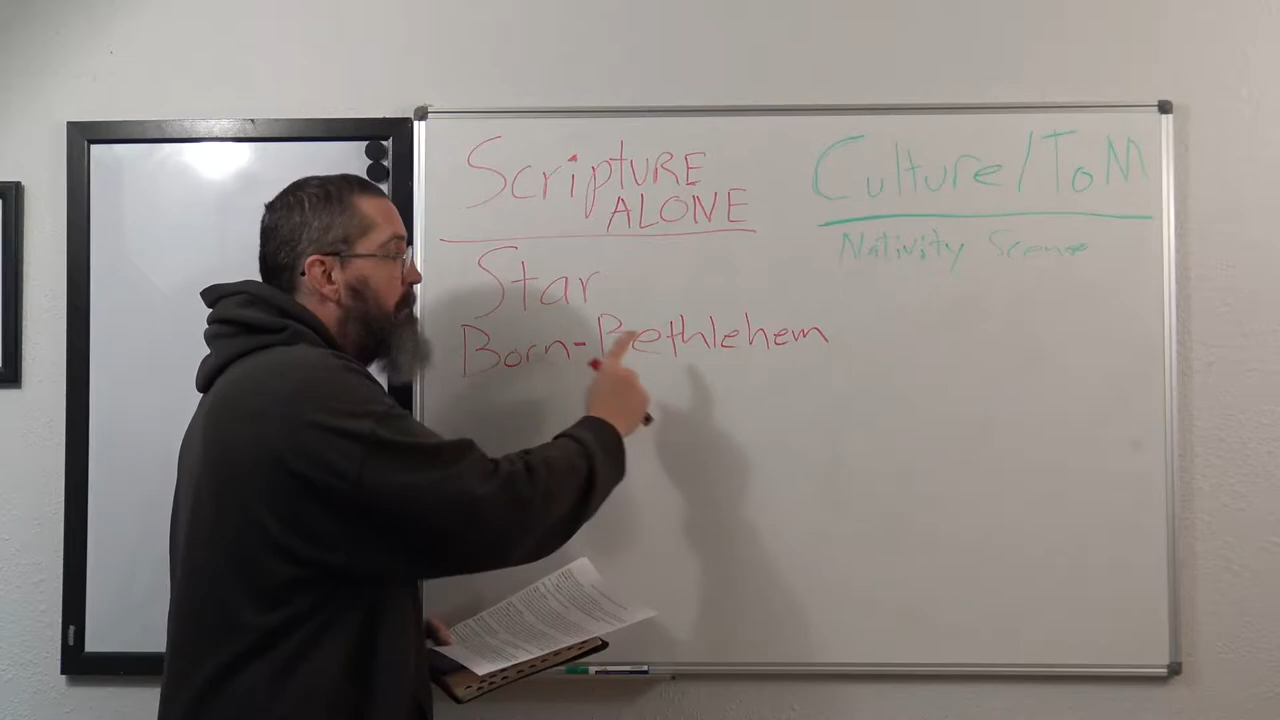 ScriptURE
ALONE
Star
Born-Bethlehem
Culture/ToM
Nativity Scene